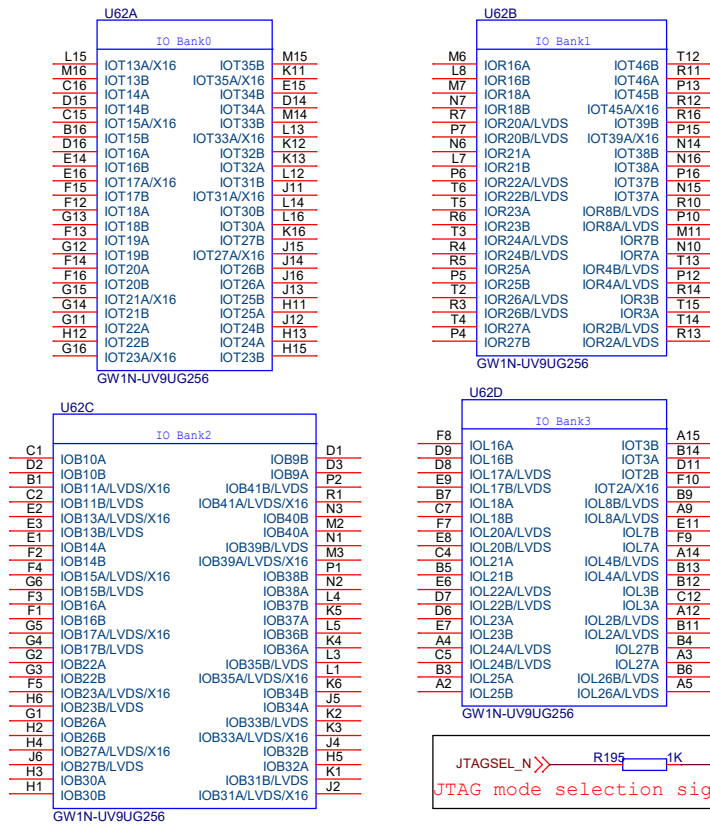 U62A
IO Bank0
L15 IOT13A/X16 IOT35B M15
M16 IOT13B IOT35A/X16 K11
C16 IOT14A IOT34B E15
D15 IOT14B IOT34A D14
C15 IOT15A/X16 IOT33B M14
B16 IOT15B IOT33A/X16 L13
D16 IOT16A IOT32B K12
E14 IOT16B IOT32A K13
E16 IOT17A/X16 IOT31B L12
F15 IOT17B IOT31A/X16 J11
F12 IOT18A IOT30B L14
G13 IOT18B IOT30A L16
F13 IOT19A IOT27B K16
G12 IOT19B IOT27A/X16 J15
F14 IOT20A IOT26B J14
F16 IOT20B IOT26A J16
G15 IOT21A/X16 IOT25B J13
G14 IOT21B IOT25A H11
G11 IOT22A IOT24B J12
H12 IOT22B IOT24A H13
G16 IOT23A/X16 IOT23B H15
GW1N-UV9UG256
U62B
IO Bank1
M6 IOR16A IOT46B T12
L8 IOR16B IOT46A R11
M7 IOR18A IOT45B P13
N7 IOR18B IOT45A/X16 R12
R7 IOR20A/LVDS IOT39B R16
P7 IOR20B/LVDS IOT39A/X16 P15
N6 IOR21A IOT38B N14
L7 IOR21B IOT38A N16
P6 IOR22A/LVDS IOT37B P16
T6 IOR22B/LVDS IOT37A N15
T5 IOR23A IOR8B/LVDS R10
R6 IOR23B IOR8A/LVDS P10
T3 IOR24A/LVDS IOR7B M11
R4 IOR24B/LVDS IOR7A N10
R5 IOR25A IOR4B/LVDS T13
P5 IOR25B IOR4A/LVDS P12
T2 IOR26A/LVDS IOR3B R14
R3 IOR26B/LVDS IOR3A T15
T4 IOR27A IOR2B/LVDS T14
P4 IOR27B IOR2A/LVDS R13
GW1N-UV9UG256
U62C
IO Bank2
C1 IOB10A IOB9B D1
D2 IOB10B IOB9A D3
B1 IOB11A/LVDS/X16 IOB41B/LVDS P2
C2 IOB11B/LVDS IOB41A/LVDS/X16 R1
E2 IOB13A/LVDS/X16 IOB40B N3
E3 IOB13B/LVDS IOB40A M2
E1 IOB14A IOB39B/LVDS N1
F2 IOB14B IOB39A/LVDS/X16 M3
F4 IOB15A/LVDS/X16 IOB38B P1
G6 IOB15B/LVDS IOB38A N2
F3 IOB16A IOB37B L4
F1 IOB16B IOB37A K5
G5 IOB17A/LVDS/X16 IOB36B L5
G4 IOB17B/LVDS IOB36A K4
G2 IOB22A IOB35B/LVDS L3
G3 IOB22B IOB35A/LVDS/X16 L1
F5 IOB23A/LVDS/X16 IOB34B K6
H6 IOB23B/LVDS IOB34A J5
G1 IOB26A IOB33B/LVDS K2
H2 IOB26B IOB33A/LVDS/X16 K3
H4 IOB27A/LVDS/X16 IOB32B J4
J6 IOB27B/LVDS IOB32A H5
H3 IOB30A IOB31B/LVDS K1
H1 IOB30B IOB31A/LVDS/X16 J2
GW1N-UV9UG256
U62D
IO Bank3
F8 IOL16A IOT3B A15
D9 IOL16B IOT3A B14
D8 IOL17A/LVDS IOT2B D11
E9 IOL17B/LVDS IOT2A/X16 F10
B7 IOL18A IOL8B/LVDS B9
C7 IOL18B IOL8A/LVDS A9
F7 IOL20A/LVDS IOL7B E11
E8 IOL20B/LVDS IOL7A F9
C4 IOL21A IOL4B/LVDS A14
B5 IOL21B IOL4A/LVDS B13
E6 IOL22A/LVDS IOL3B B12
D7 IOL22B/LVDS IOL3A C12
D6 IOL23A IOL2B/LVDS A12
E7 IOL23B IOL2A/LVDS B11
A4 IOL24A/LVDS IOL27B B4
C5 IOL24B/LVDS IOL27A A3
B3 IOL25A IOL26B/LVDS B6
A2 IOL25B IOL26A/LVDS A5
GW1N-UV9UG256
JTAGSEL_N R195 1K
JTAG mode selection sig